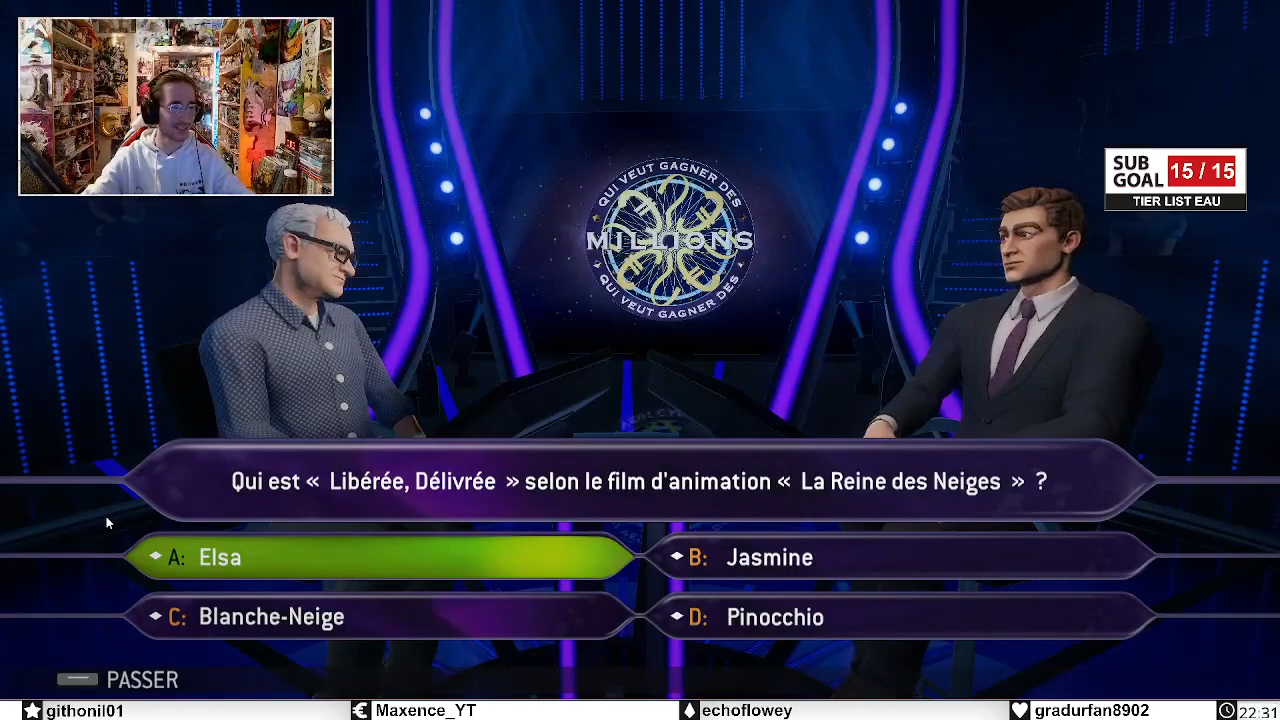 SUB
GOAL
15 / 15
TIER LIST EAU
QUI VEUT GAGNER DES
MILLIONS
QUI VEUT GAGNER DES
Qui est « Libérée, Délivrée » selon le film d'animation « La Reine des Neiges » ?
A: Elsa
B: Jasmine
C: Blanche-Neige
D: Pinocchio
PASSER
githonil01
Maxence_YT
echoflowey
gradurfan8902
22:31